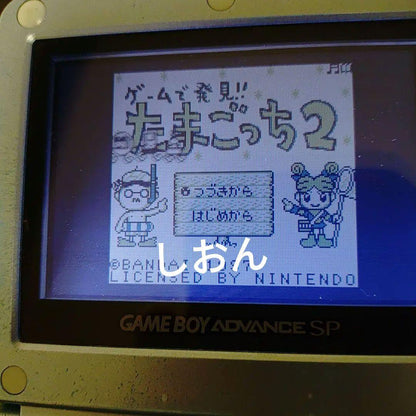 ゲームで発見!!
たまごっち2
つづきから
はじめから
しおん
©BANDAI 1997
LICENSED BY NINTENDO
GAME BOY ADVANCE SP